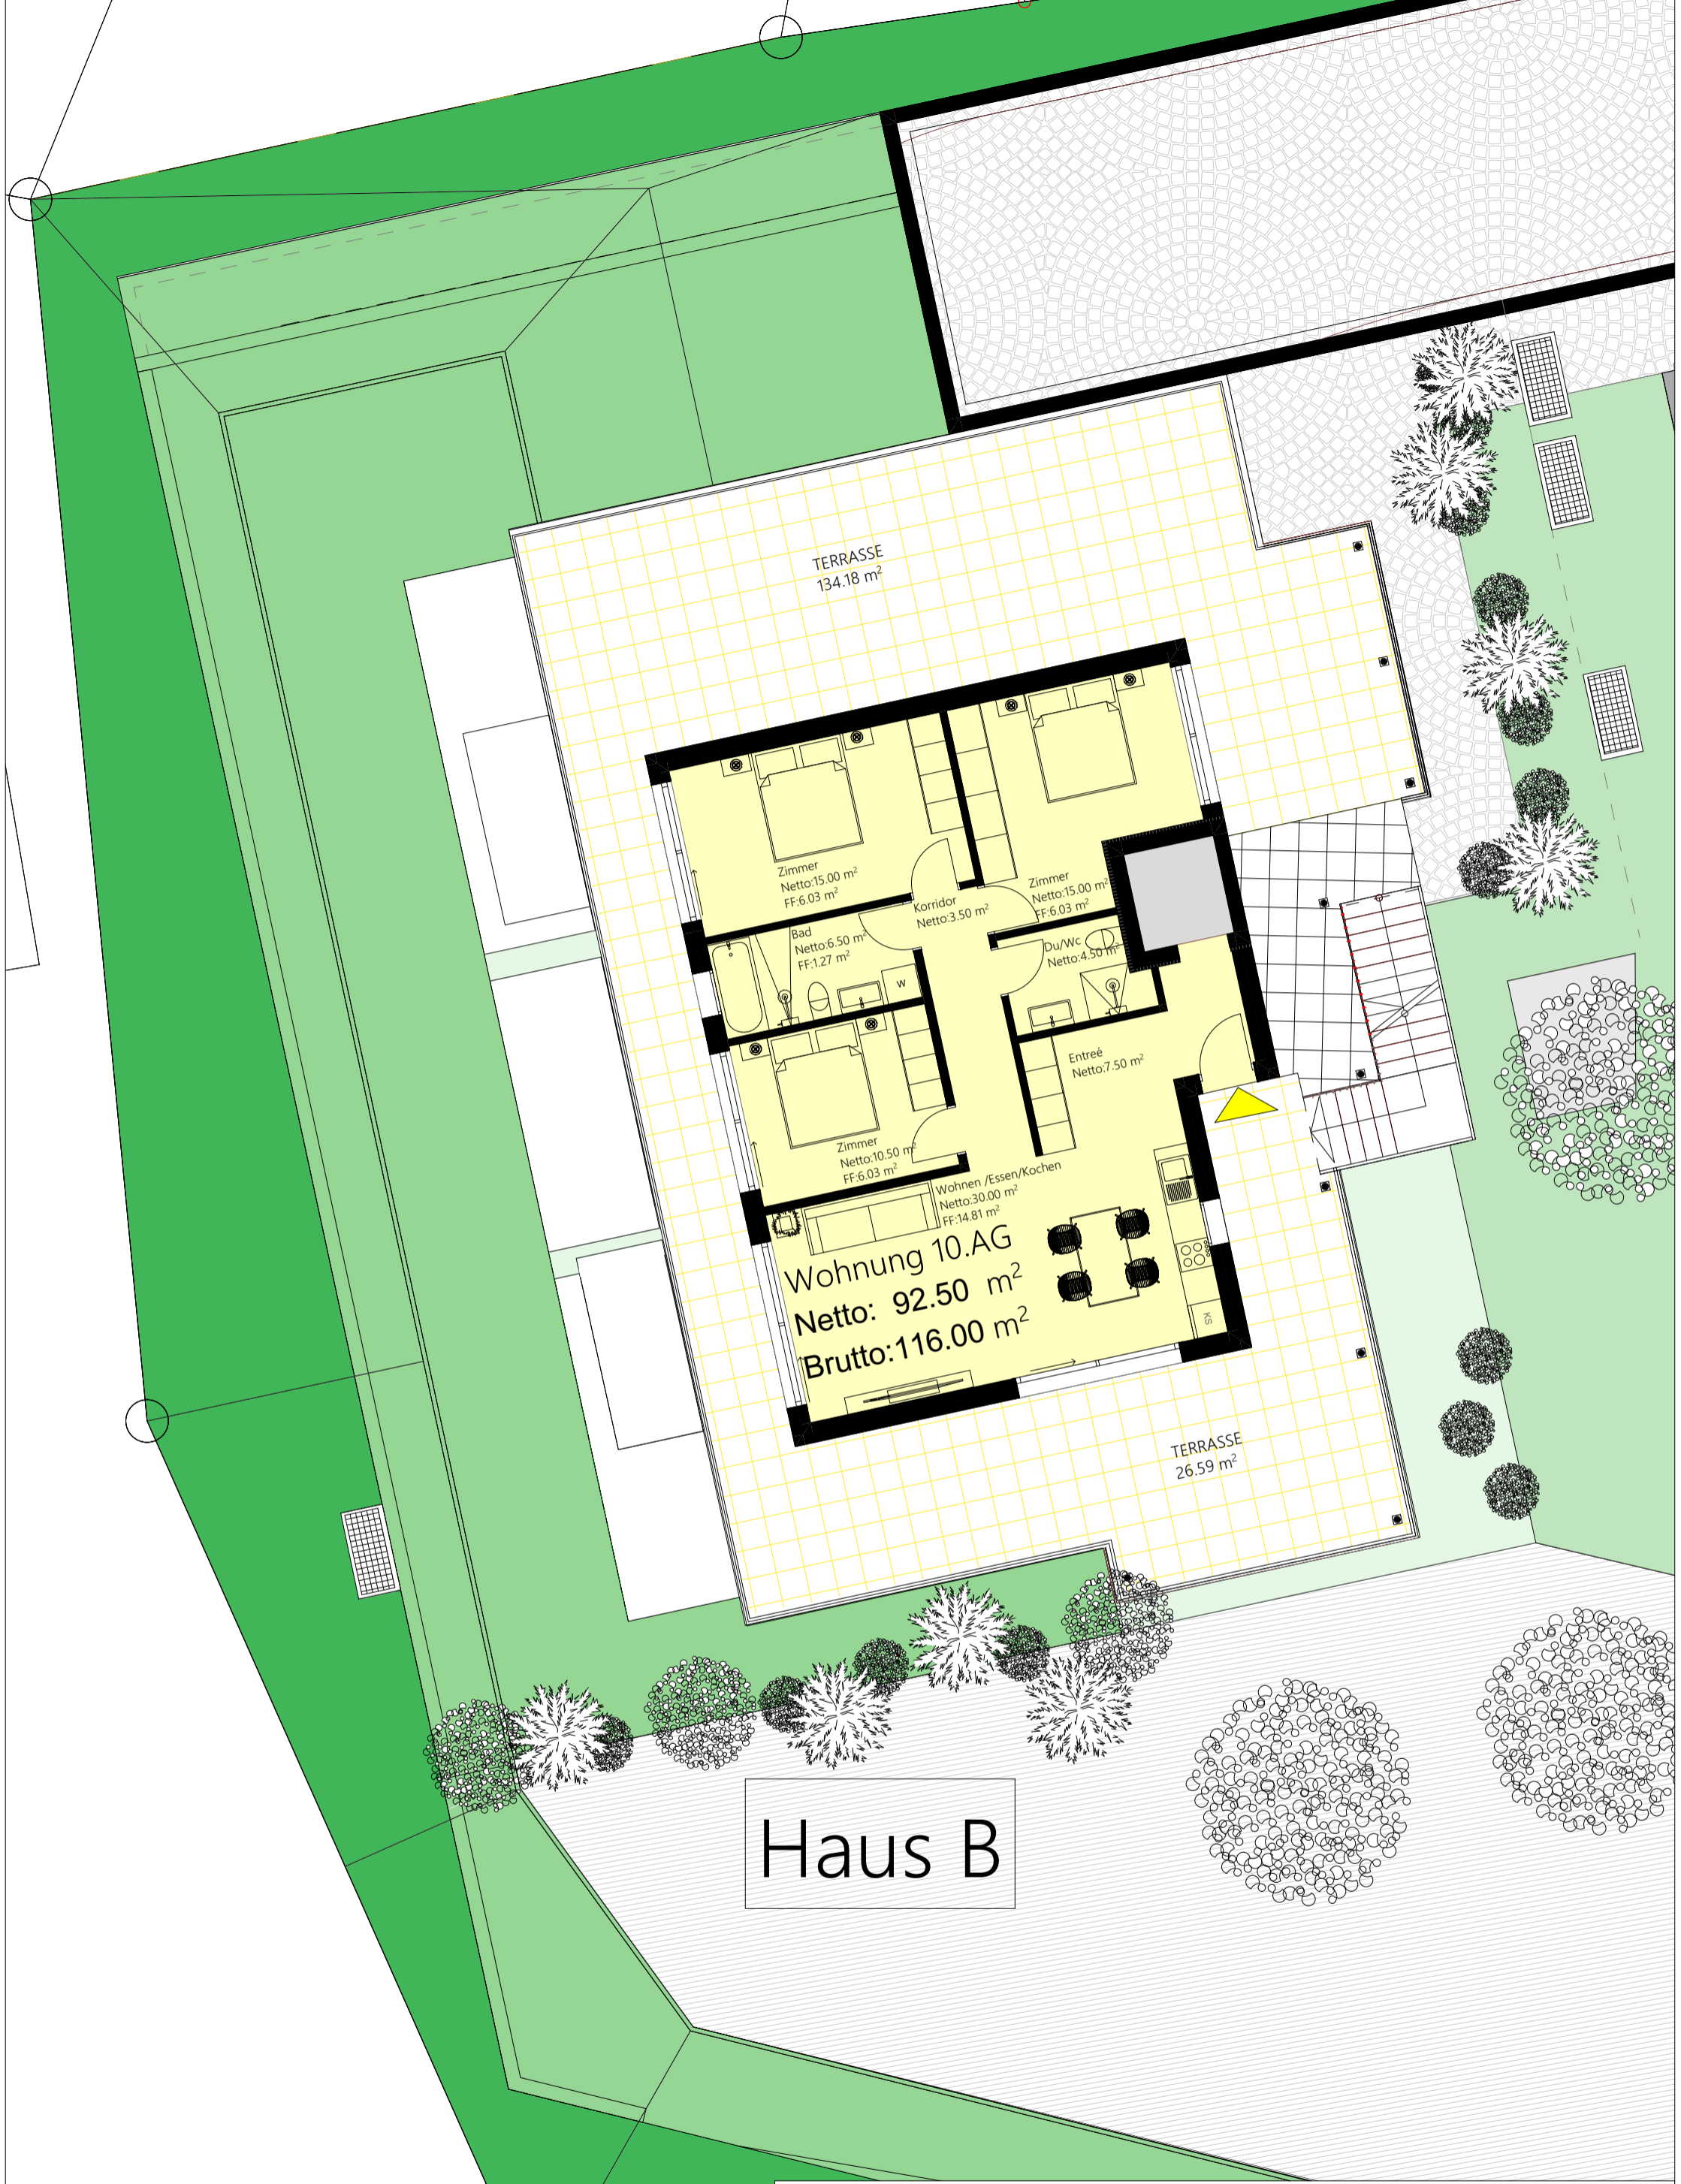 TERRASSE
134.18 m²
Zimmer
Netto:15.00 m²
FF:6.03 m²
Zimmer
Netto:15.00 m²
FF:6.03 m²
Korridor
Netto:3.50 m²
Bad
Netto:6.50 m²
FF:1.27 m²
W
Du/Wc
Netto:4.50 m²
Entreé
Netto:7.50 m²
Zimmer
Netto:10.50 m²
FF:6.03 m²
Wohnen /Essen/Kochen
Netto:30.00 m²
FF:14.81 m²
Wohnung 10.AG
Netto: 92.50 m²
Brutto:116.00 m²
KS
TERRASSE
26.59 m²
Haus B